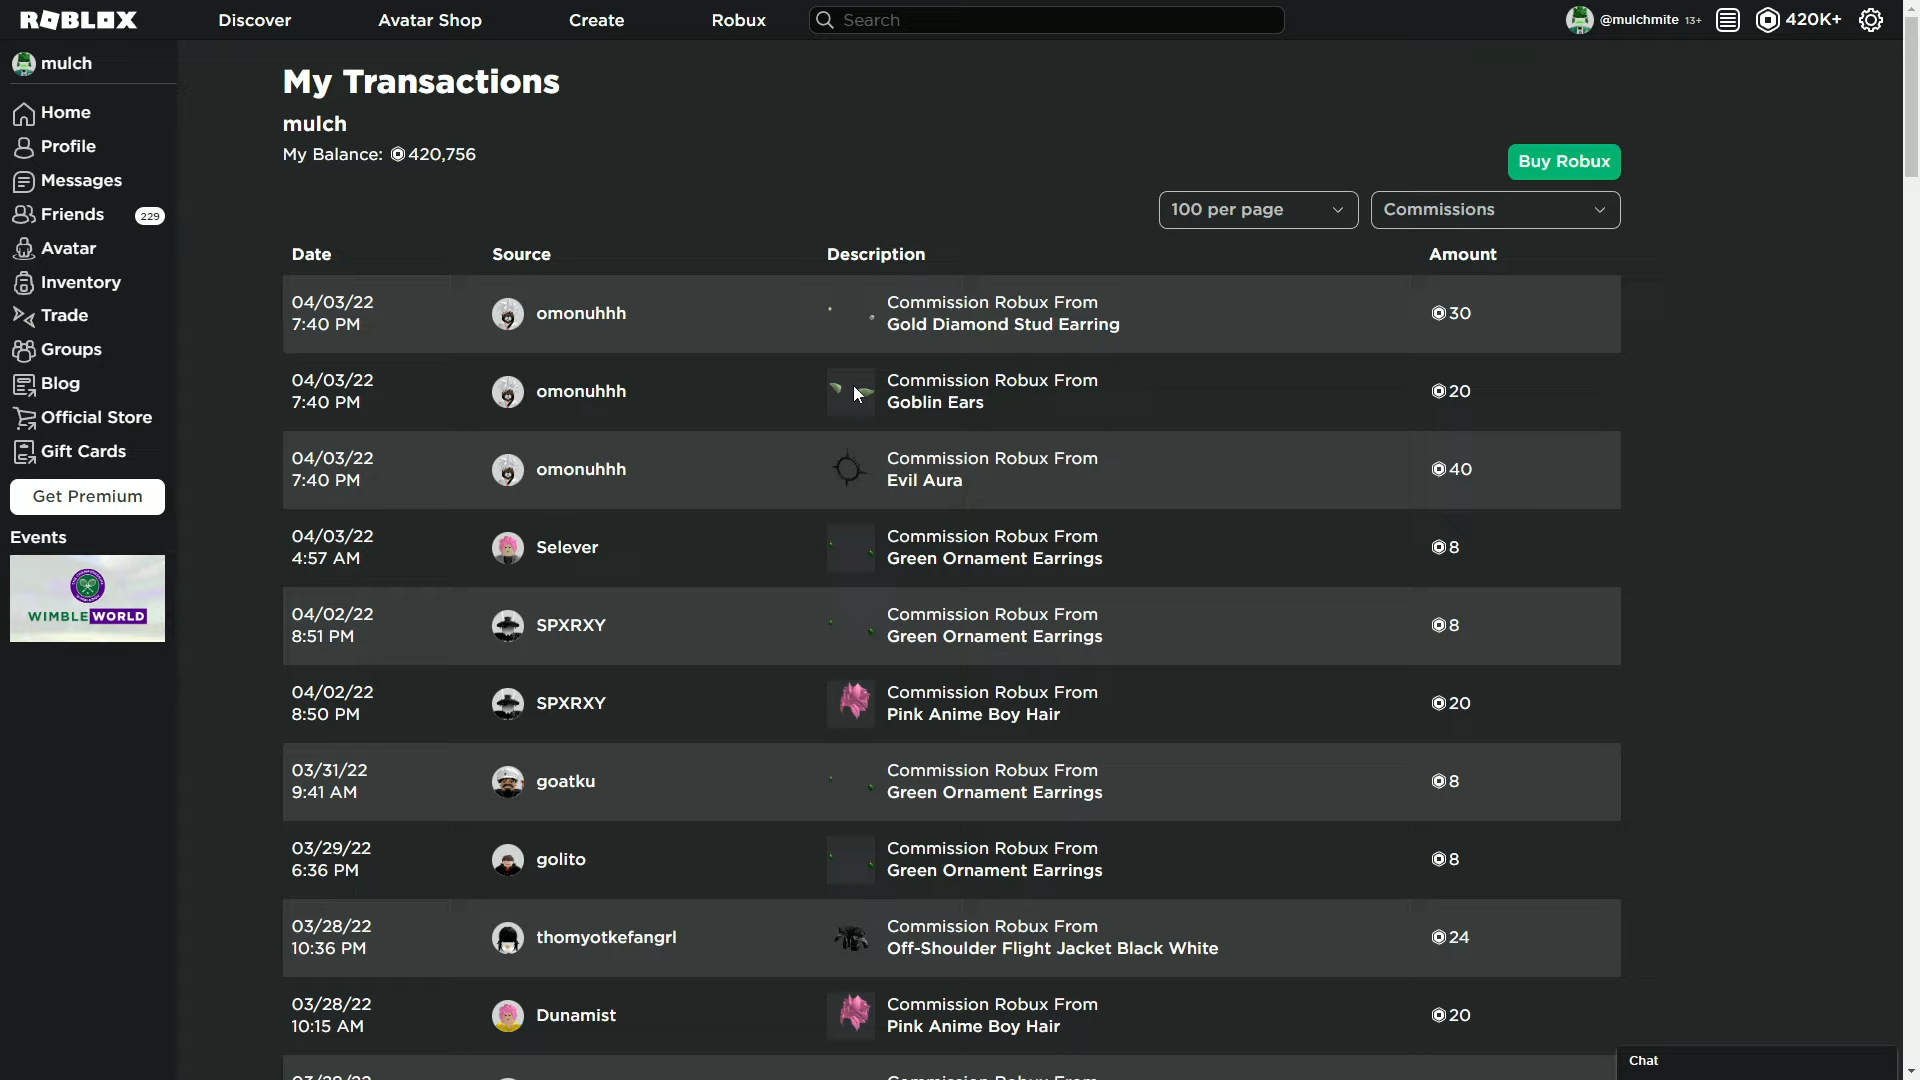 ROBLOX
Discover
Avatar Shop
Create
Robux
Search
@mulchmite 13+
420K+
mulch
Home
Profile
Messages
Friends 229
Avatar
Inventory
Trade
Groups
Blog
Official Store
Gift Cards
Get Premium
Events
WIMBLEWORLD
My Transactions
mulch
My Balance: 420,756
Buy Robux
100 per page
Commissions
Date Source Description Amount
04/03/22
7:40 PM
omonuhhh
Commission Robux From
Gold Diamond Stud Earring
30
04/03/22
7:40 PM
omonuhhh
Commission Robux From
Goblin Ears
20
04/03/22
7:40 PM
omonuhhh
Commission Robux From
Evil Aura
40
04/03/22
4:57 AM
Selever
Commission Robux From
Green Ornament Earrings
8
04/02/22
8:51 PM
SPXRXY
Commission Robux From
Green Ornament Earrings
8
04/02/22
8:50 PM
SPXRXY
Commission Robux From
Pink Anime Boy Hair
20
03/31/22
9:41 AM
goatku
Commission Robux From
Green Ornament Earrings
8
03/29/22
6:36 PM
golito
Commission Robux From
Green Ornament Earrings
8
03/28/22
10:36 PM
thomyotkefangrl
Commission Robux From
Off-Shoulder Flight Jacket Black White
24
03/28/22
10:15 AM
Dunamist
Commission Robux From
Pink Anime Boy Hair
20
Chat